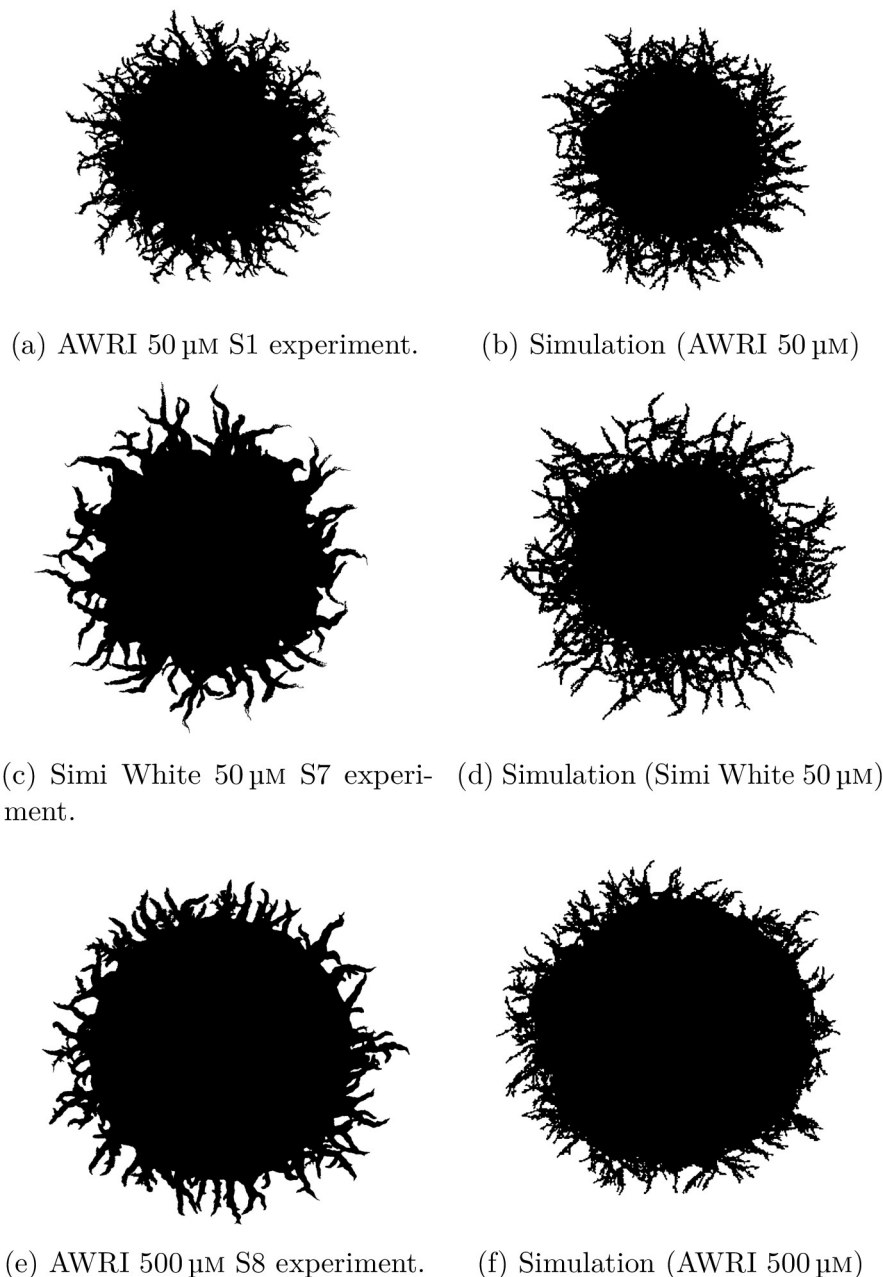 (a) AWRI 50 µM S1 experiment.
(b) Simulation (AWRI 50 µM)
(c) Simi White 50 µM S7 experi-
ment.
(d) Simulation (Simi White 50 µM)
(e) AWRI 500 µM S8 experiment.
(f) Simulation (AWRI 500 µM)